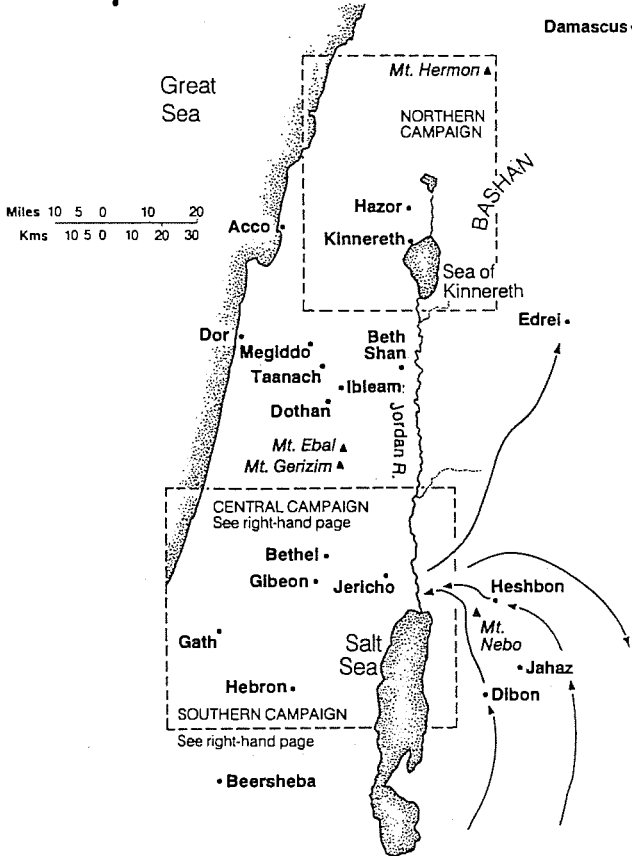 Damascus
Mt. Hermon
Great
Sea
NORTHERN
CAMPAIGN
BASHAN
Miles 10 5 0 10 20
Kms 10 5 0 10 20 30
Hazor
Acco
Kinnereth
Sea of
Kinnereth
Edrei
Dor
Megiddo
Beth
Shan
Taanach
Ibleam
Dothan
Jordan R.
Mt. Ebal
Mt. Gerizim
CENTRAL CAMPAIGN
See right-hand page
Bethel
Gibeon
Jericho
Heshbon
Mt.
Nebo
Gath
Salt
Sea
Jahaz
Hebron
Dibon
SOUTHERN CAMPAIGN
See right-hand page
Beersheba